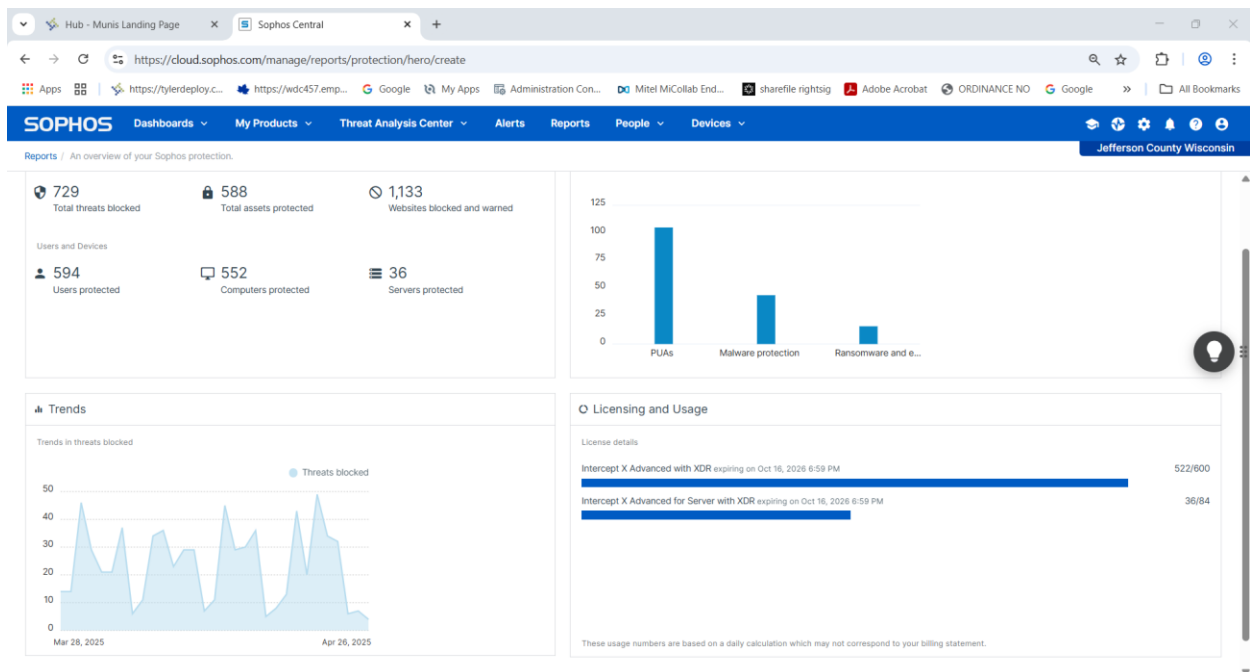 Hub - Munis Landing Page
Sophos Central
https://cloud.sophos.com/manage/reports/protection/hero/create
Apps https://tylerdeploy.c... https://wdc457.emp... Google My Apps Administration Con... Mitel MiCollab End... sharefile rightsig Adobe Acrobat ORDINANCE NO Google » All Bookmarks
SOPHOS Dashboards My Products Threat Analysis Center Alerts Reports People Devices
Jefferson County Wisconsin
Reports / An overview of your Sophos protection.
729 588 1,133
Total threats blocked Total assets protected Websites blocked and warned
Users and Devices
594 552 36
Users protected Computers protected Servers protected
125
100
75
50
25
0
PUAs Malware protection Ransomware and e...
Trends
Trends in threats blocked
Threats blocked
50
40
30
20
10
0
Mar 28, 2025 Apr 26, 2025
Licensing and Usage
License details
Intercept X Advanced with XDR expiring on Oct 16, 2026 6:59 PM 522/600
Intercept X Advanced for Server with XDR expiring on Oct 16, 2026 6:59 PM 36/84
These usage numbers are based on a daily calculation which may not correspond to your billing statement.